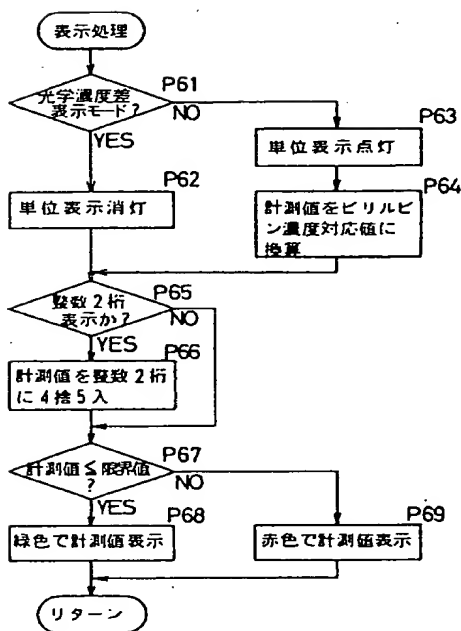 表示処理
P61
光学濃度差
表示モード?
NO
YES
P63
単位表示点灯
P62
単位表示消灯
P64
計測値をビリルビ
ン濃度対応値に
換算
P65
整数2桁
表示か?
NO
YES
P66
計測値を整数2桁
に4捨5入
P67
計測値≦限界値
?
NO
YES
P68
緑色で計測値表示
P69
赤色で計測値表示
リターン